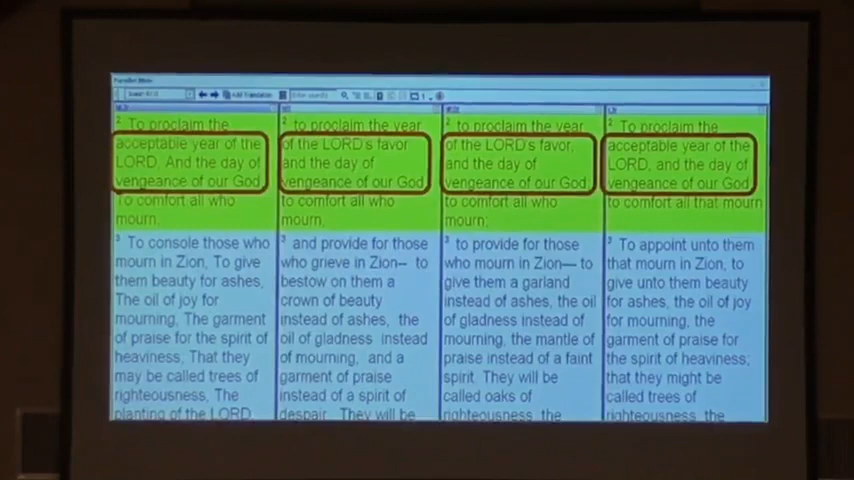 Parallel Bible
Add Translation
2 To proclaim the
acceptable year of the
LORD, And the day of
vengeance of our God
To comfort all who
mourn,
3 To console those who
mourn in Zion, To give
them beauty for ashes,
The oil of joy for
mourning, The garment
of praise for the spirit of
heaviness; That they
may be called trees of
righteousness, The
planting of the LORD,
2 to proclaim the year
of the LORD's favor
and the day of
vengeance of our God
to comfort all who
mourn,
3 and provide for those
who grieve in Zion-- to
bestow on them a
crown of beauty
instead of ashes, the
oil of gladness instead
of mourning, and a
garment of praise
instead of a spirit of
despair. They will be
2 to proclaim the year
of the LORD's favor,
and the day of
vengeance of our God
to comfort all who
mourn;
3 to provide for those
who mourn in Zion— to
give them a garland
instead of ashes, the oil
of gladness instead of
mourning, the mantle of
praise instead of a faint
spirit. They will be
called oaks of
righteousness, the
2 To proclaim the
acceptable year of the
LORD, and the day of
vengeance of our God
to comfort all that mourn
3 To appoint unto them
that mourn in Zion, to
give unto them beauty
for ashes, the oil of joy
for mourning, the
garment of praise for
the spirit of heaviness;
that they might be
called trees of
righteousness, the